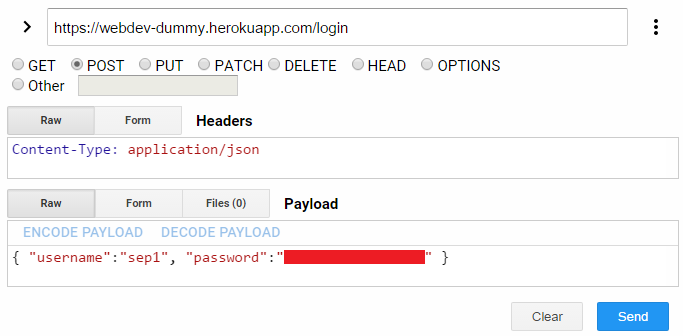 https://webdev-dummy.herokuapp.com/login
GET POST PUT PATCH DELETE HEAD OPTIONS
Other
Raw Form Headers
Content-Type: application/json
Raw Form Files (0) Payload
ENCODE PAYLOAD DECODE PAYLOAD
{ "username":"sep1", "password":"" }
Clear Send